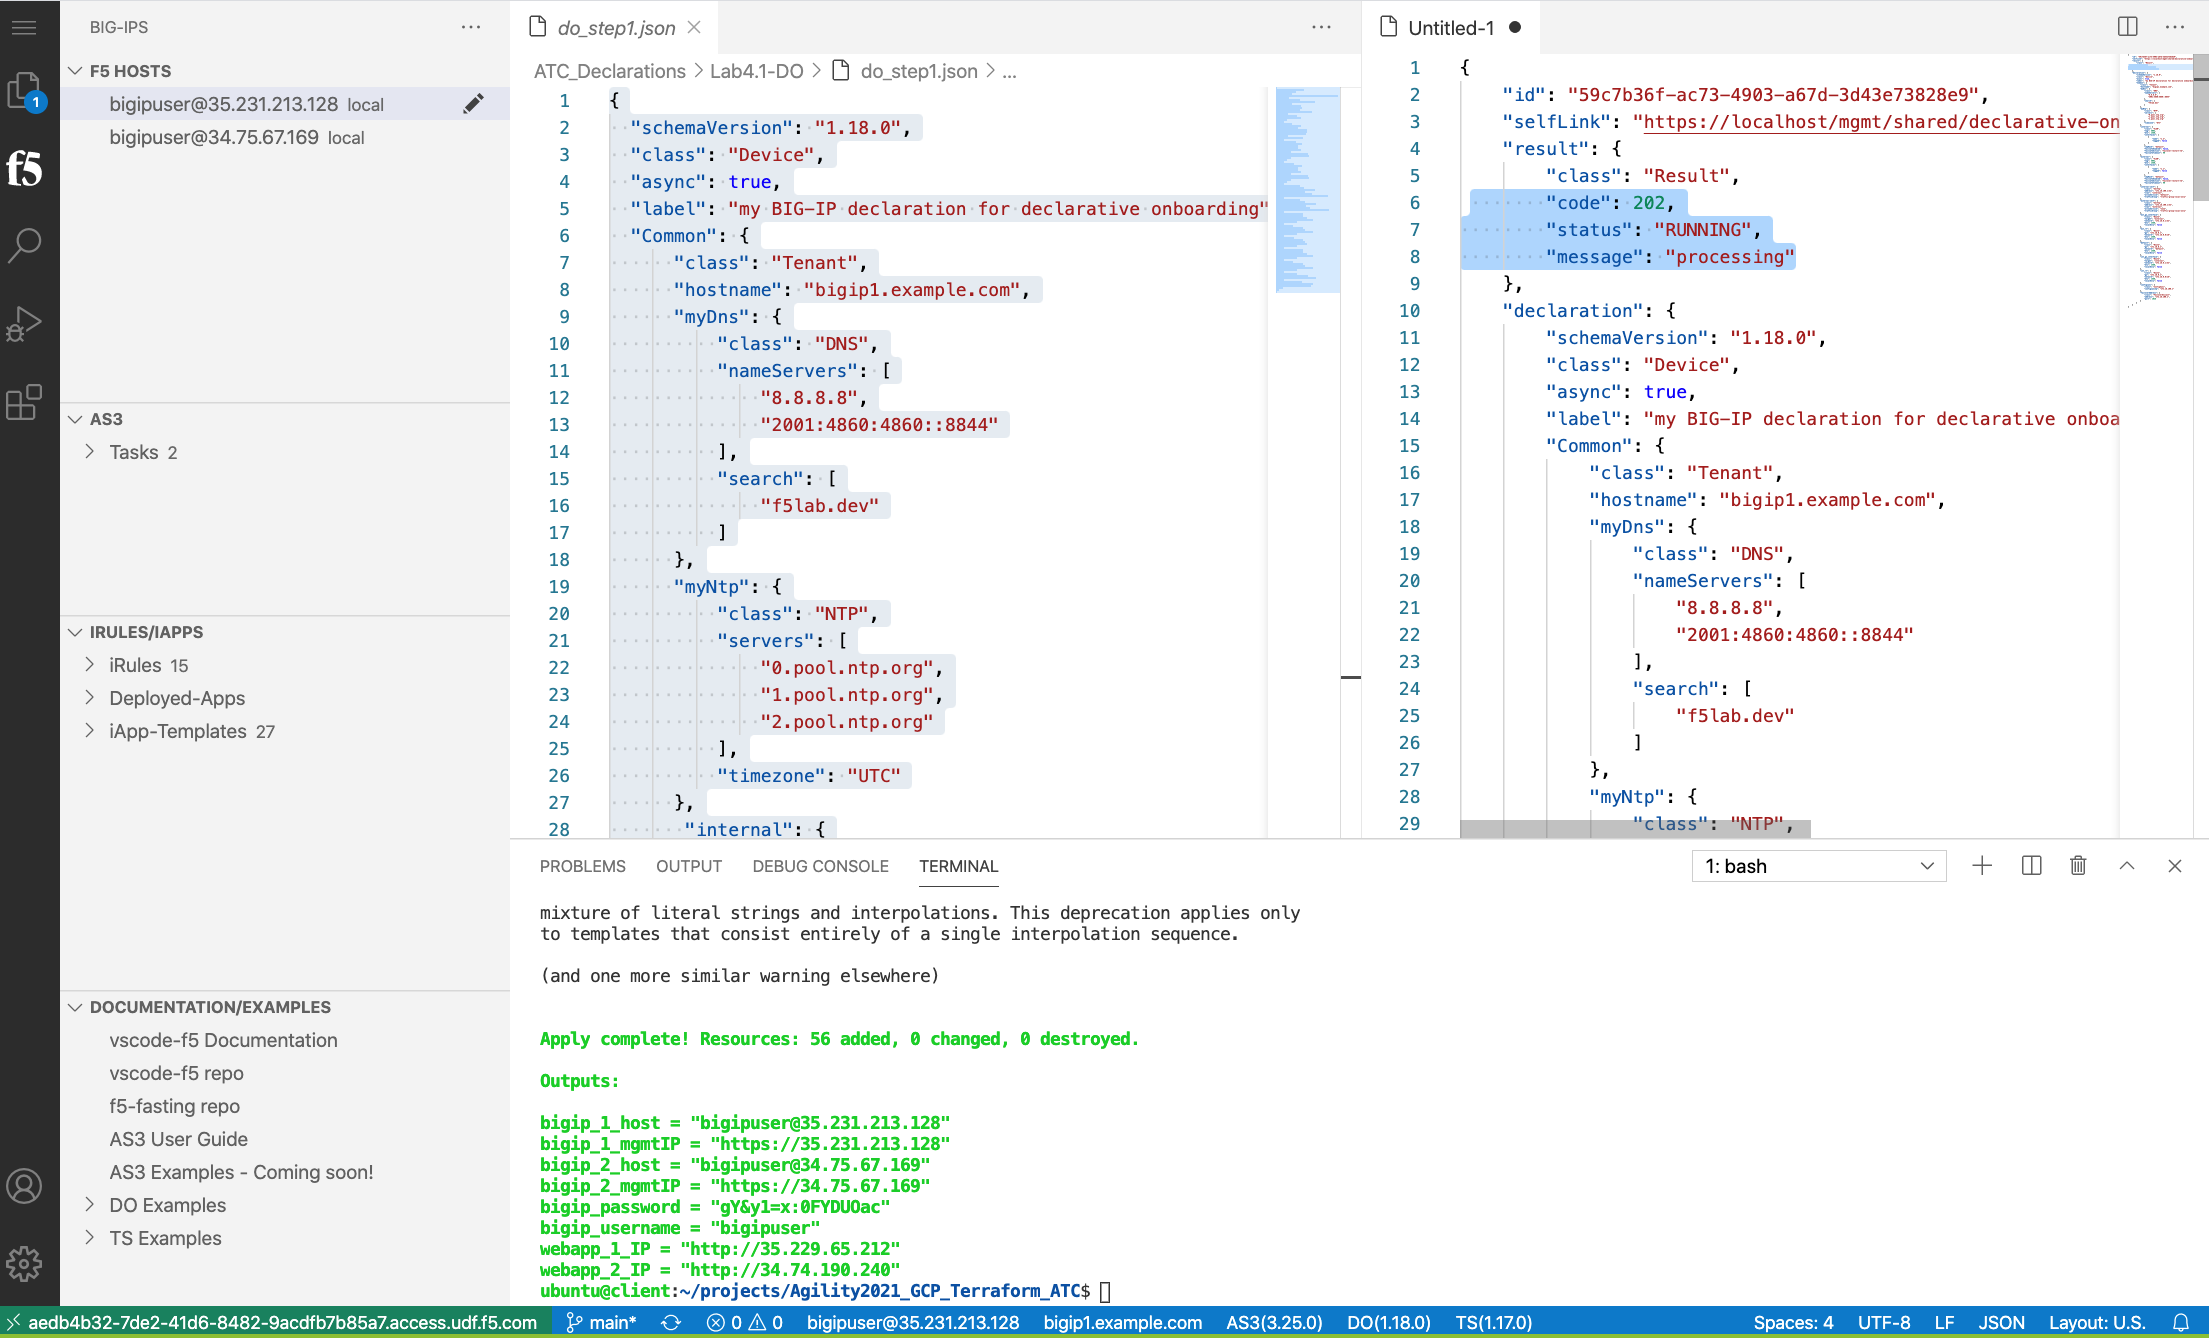 BIG-IPS
F5 HOSTS
bigipuser@35.231.213.128 local
bigipuser@34.75.67.169 local
1
f5
AS3
Tasks 2
IRULES/IAPPS
iRules 15
Deployed-Apps
iApp-Templates 27
DOCUMENTATION/EXAMPLES
vscode-f5 Documentation
vscode-f5 repo
f5-fasting repo
AS3 User Guide
AS3 Examples - Coming soon!
DO Examples
TS Examples
do_step1.json
ATC_Declarations > Lab4.1-DO > do_step1.json > ...
1 {
2 "schemaVersion": "1.18.0",
3 "class": "Device",
4 "async": true,
5 "label": "my BIG-IP declaration for declarative onboarding"
6 "Common": {
7 "class": "Tenant",
8 "hostname": "bigip1.example.com",
9 "myDns": {
10 "class": "DNS",
11 "nameServers": [
12 "8.8.8.8",
13 "2001:4860:4860::8844"
14 ],
15 "search": [
16 "f5lab.dev"
17 ]
18 },
19 "myNtp": {
20 "class": "NTP",
21 "servers": [
22 "0.pool.ntp.org",
23 "1.pool.ntp.org",
24 "2.pool.ntp.org"
25 ],
26 "timezone": "UTC"
27 },
28 "internal": {
Untitled-1
1 {
2 "id": "59c7b36f-ac73-4903-a67d-3d43e73828e9",
3 "selfLink": "https://localhost/mgmt/shared/declarative-on
4 "result": {
5 "class": "Result",
6 "code": 202,
7 "status": "RUNNING",
8 "message": "processing"
9 },
10 "declaration": {
11 "schemaVersion": "1.18.0",
12 "class": "Device",
13 "async": true,
14 "label": "my BIG-IP declaration for declarative onboa
15 "Common": {
16 "class": "Tenant",
17 "hostname": "bigip1.example.com",
18 "myDns": {
19 "class": "DNS",
20 "nameServers": [
21 "8.8.8.8",
22 "2001:4860:4860::8844"
23 ],
24 "search": [
25 "f5lab.dev"
26 ]
27 },
28 "myNtp": {
29 "class": "NTP",
PROBLEMS OUTPUT DEBUG CONSOLE TERMINAL 1: bash
mixture of literal strings and interpolations. This deprecation applies only
to templates that consist entirely of a single interpolation sequence.
(and one more similar warning elsewhere)
Apply complete! Resources: 56 added, 0 changed, 0 destroyed.
Outputs:
bigip_1_host = "bigipuser@35.231.213.128"
bigip_1_mgmtIP = "https://35.231.213.128"
bigip_2_host = "bigipuser@34.75.67.169"
bigip_2_mgmtIP = "https://34.75.67.169"
bigip_password = "gY&y1=x:0FYDUOac"
bigip_username = "bigipuser"
webapp_1_IP = "http://35.229.65.212"
webapp_2_IP = "http://34.74.190.240"
ubuntu@client:~/projects/Agility2021_GCP_Terraform_ATC$
aedb4b32-7de2-41d6-8482-9acdfb7b85a7.access.udf.f5.com main* 0 0 bigipuser@35.231.213.128 bigip1.example.com AS3(3.25.0) DO(1.18.0) TS(1.17.0) Spaces: 4 UTF-8 LF JSON Layout: U.S.